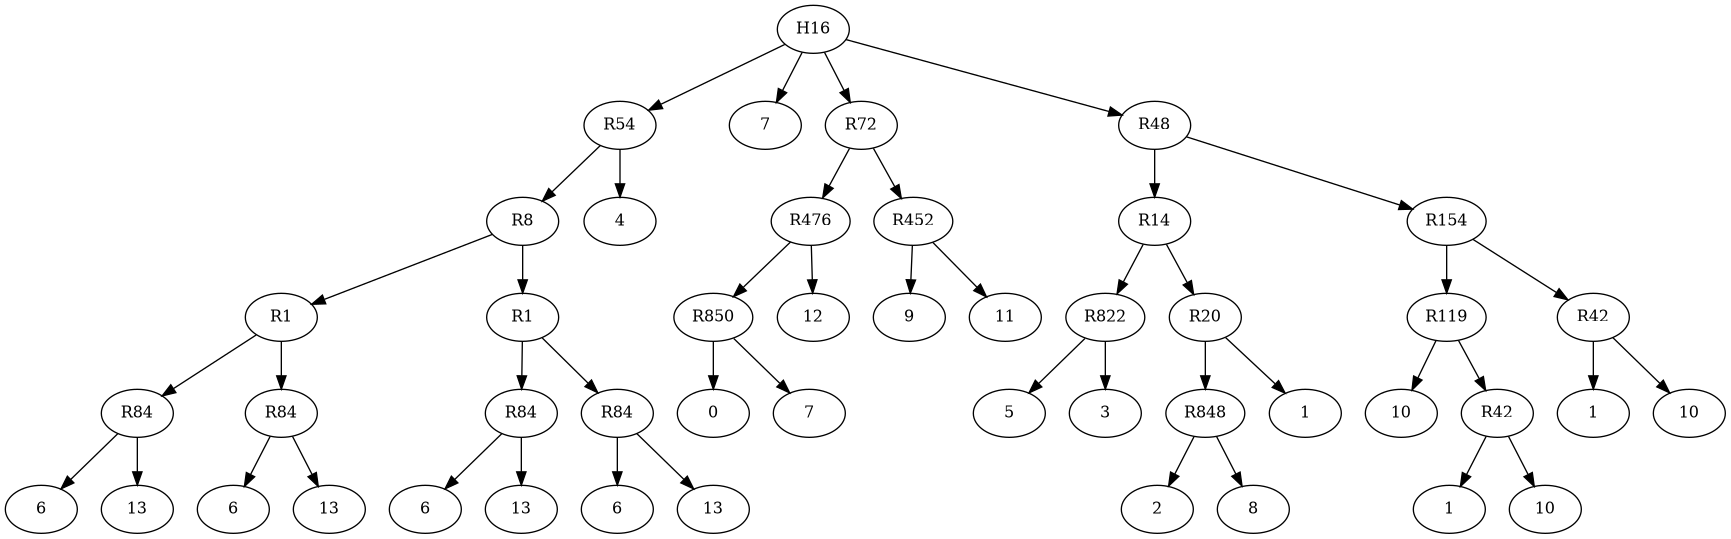 H16
R54 7 R72 R48
R8 4 R476 R452 R14 R154
R1 R1 R850 12 9 11 R822 R20 R119 R42
R84 R84 R84 R84 0 7 5 3 R848 1 10 R42 1 10
6 13 6 13 6 13 6 13 2 8 1 10